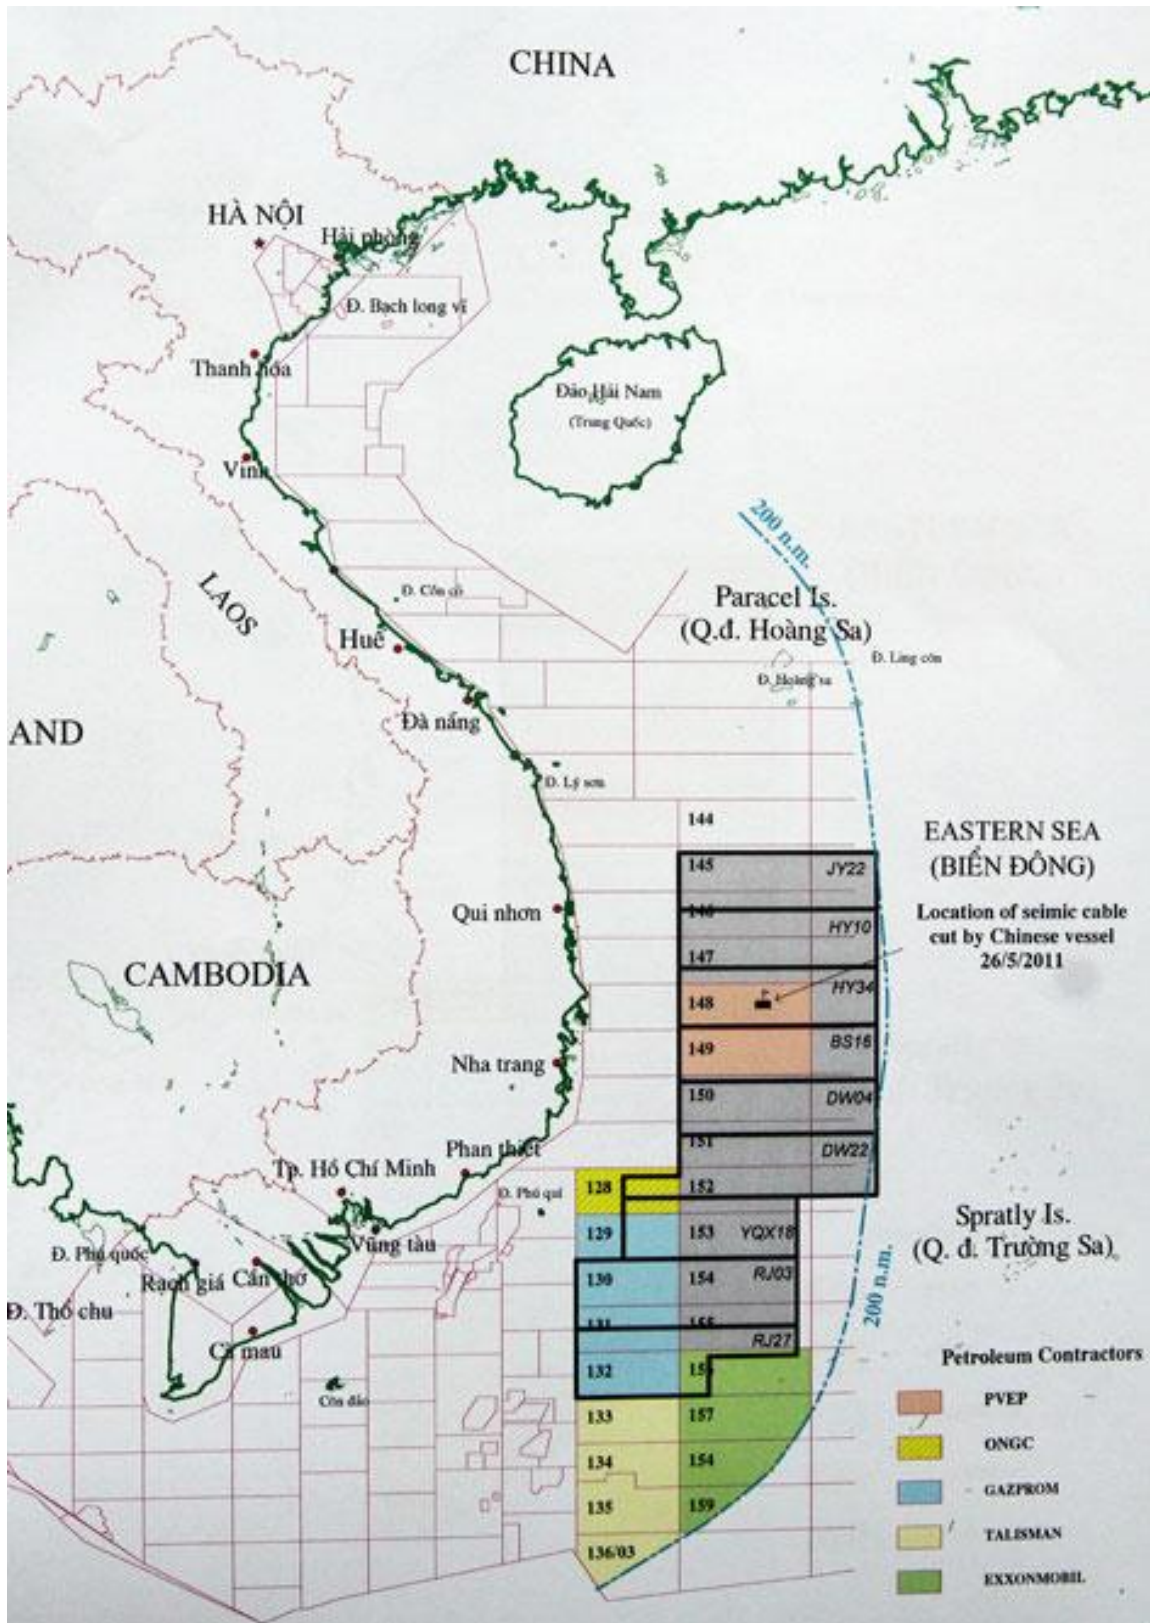 CHINA
HÀ NỘI
Hải phòng
Đ. Bạch long vĩ
Thanh hóa
Đảo Hải Nam
(Trung Quốc)
Vinh
200 n.m.
LAOS
Đ. Cồn cỏ
Paracel Is.
(Q.đ. Hoàng Sa)
Huế
Đ. Ling côn
Đ. Hoàng sa
Đà nẵng
AND
Đ. Lý sơn
144
EASTERN SEA
(BIỂN ĐÔNG)
145
JY22
Qui nhơn
146
HY10
Location of seimic cable
cut by Chinese vessel
26/5/2011
147
CAMBODIA
148
HY34
149
BS16
Nha trang
150
DW04
151
DW22
Phan thiết
Tp. Hồ Chí Minh
128
152
Đ. Phú quí
Spratly Is.
(Q. đ. Trường Sa)
129
153
YQX18
Vũng tàu
Đ. Phú quốc
Rạch giá
Cần thơ
130
154
RJ03
Đ. Thổ chu
131
155
200 n.m.
Cà mau
RJ27
132
Côn đảo
Petroleum Contractors
133
157
PVEP
134
154
ONGC
135
159
GAZPROM
136/03
TALISMAN
EXXONMOBIL